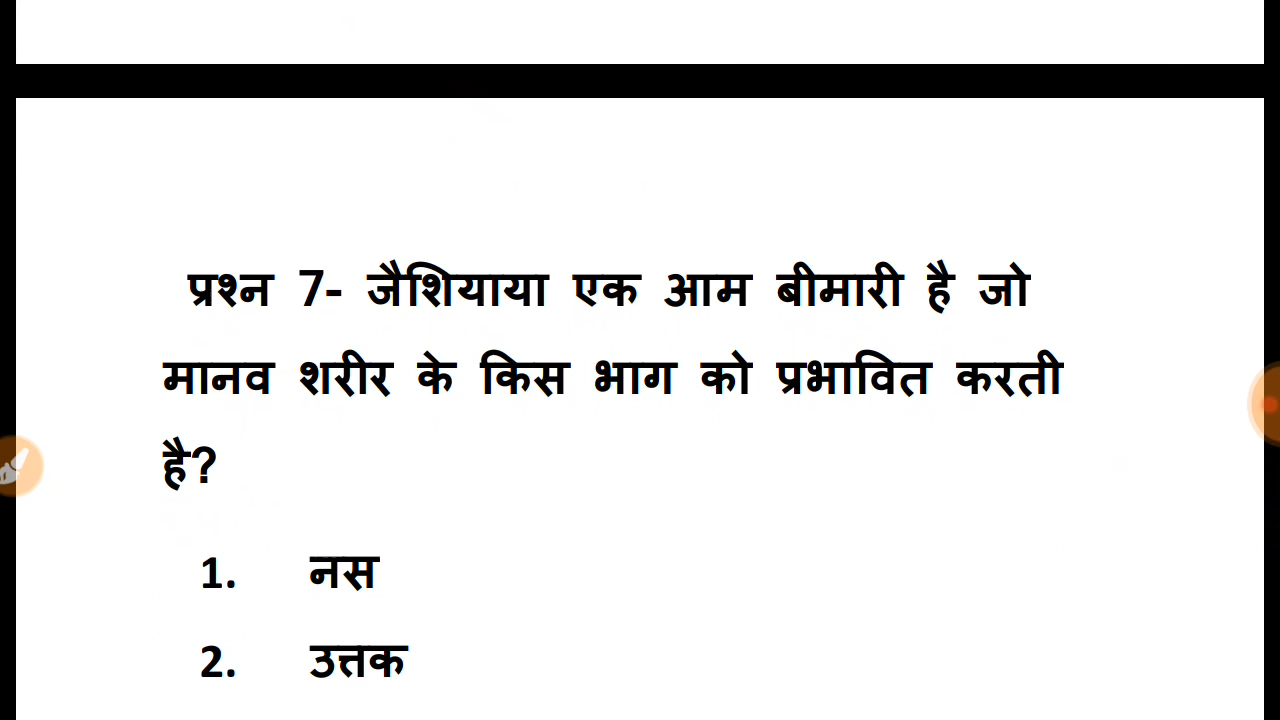 प्रश्न 7- जैशियाया एक आम बीमारी है जो
मानव शरीर के किस भाग को प्रभावित करती
है?
1. नस
2. उत्तक